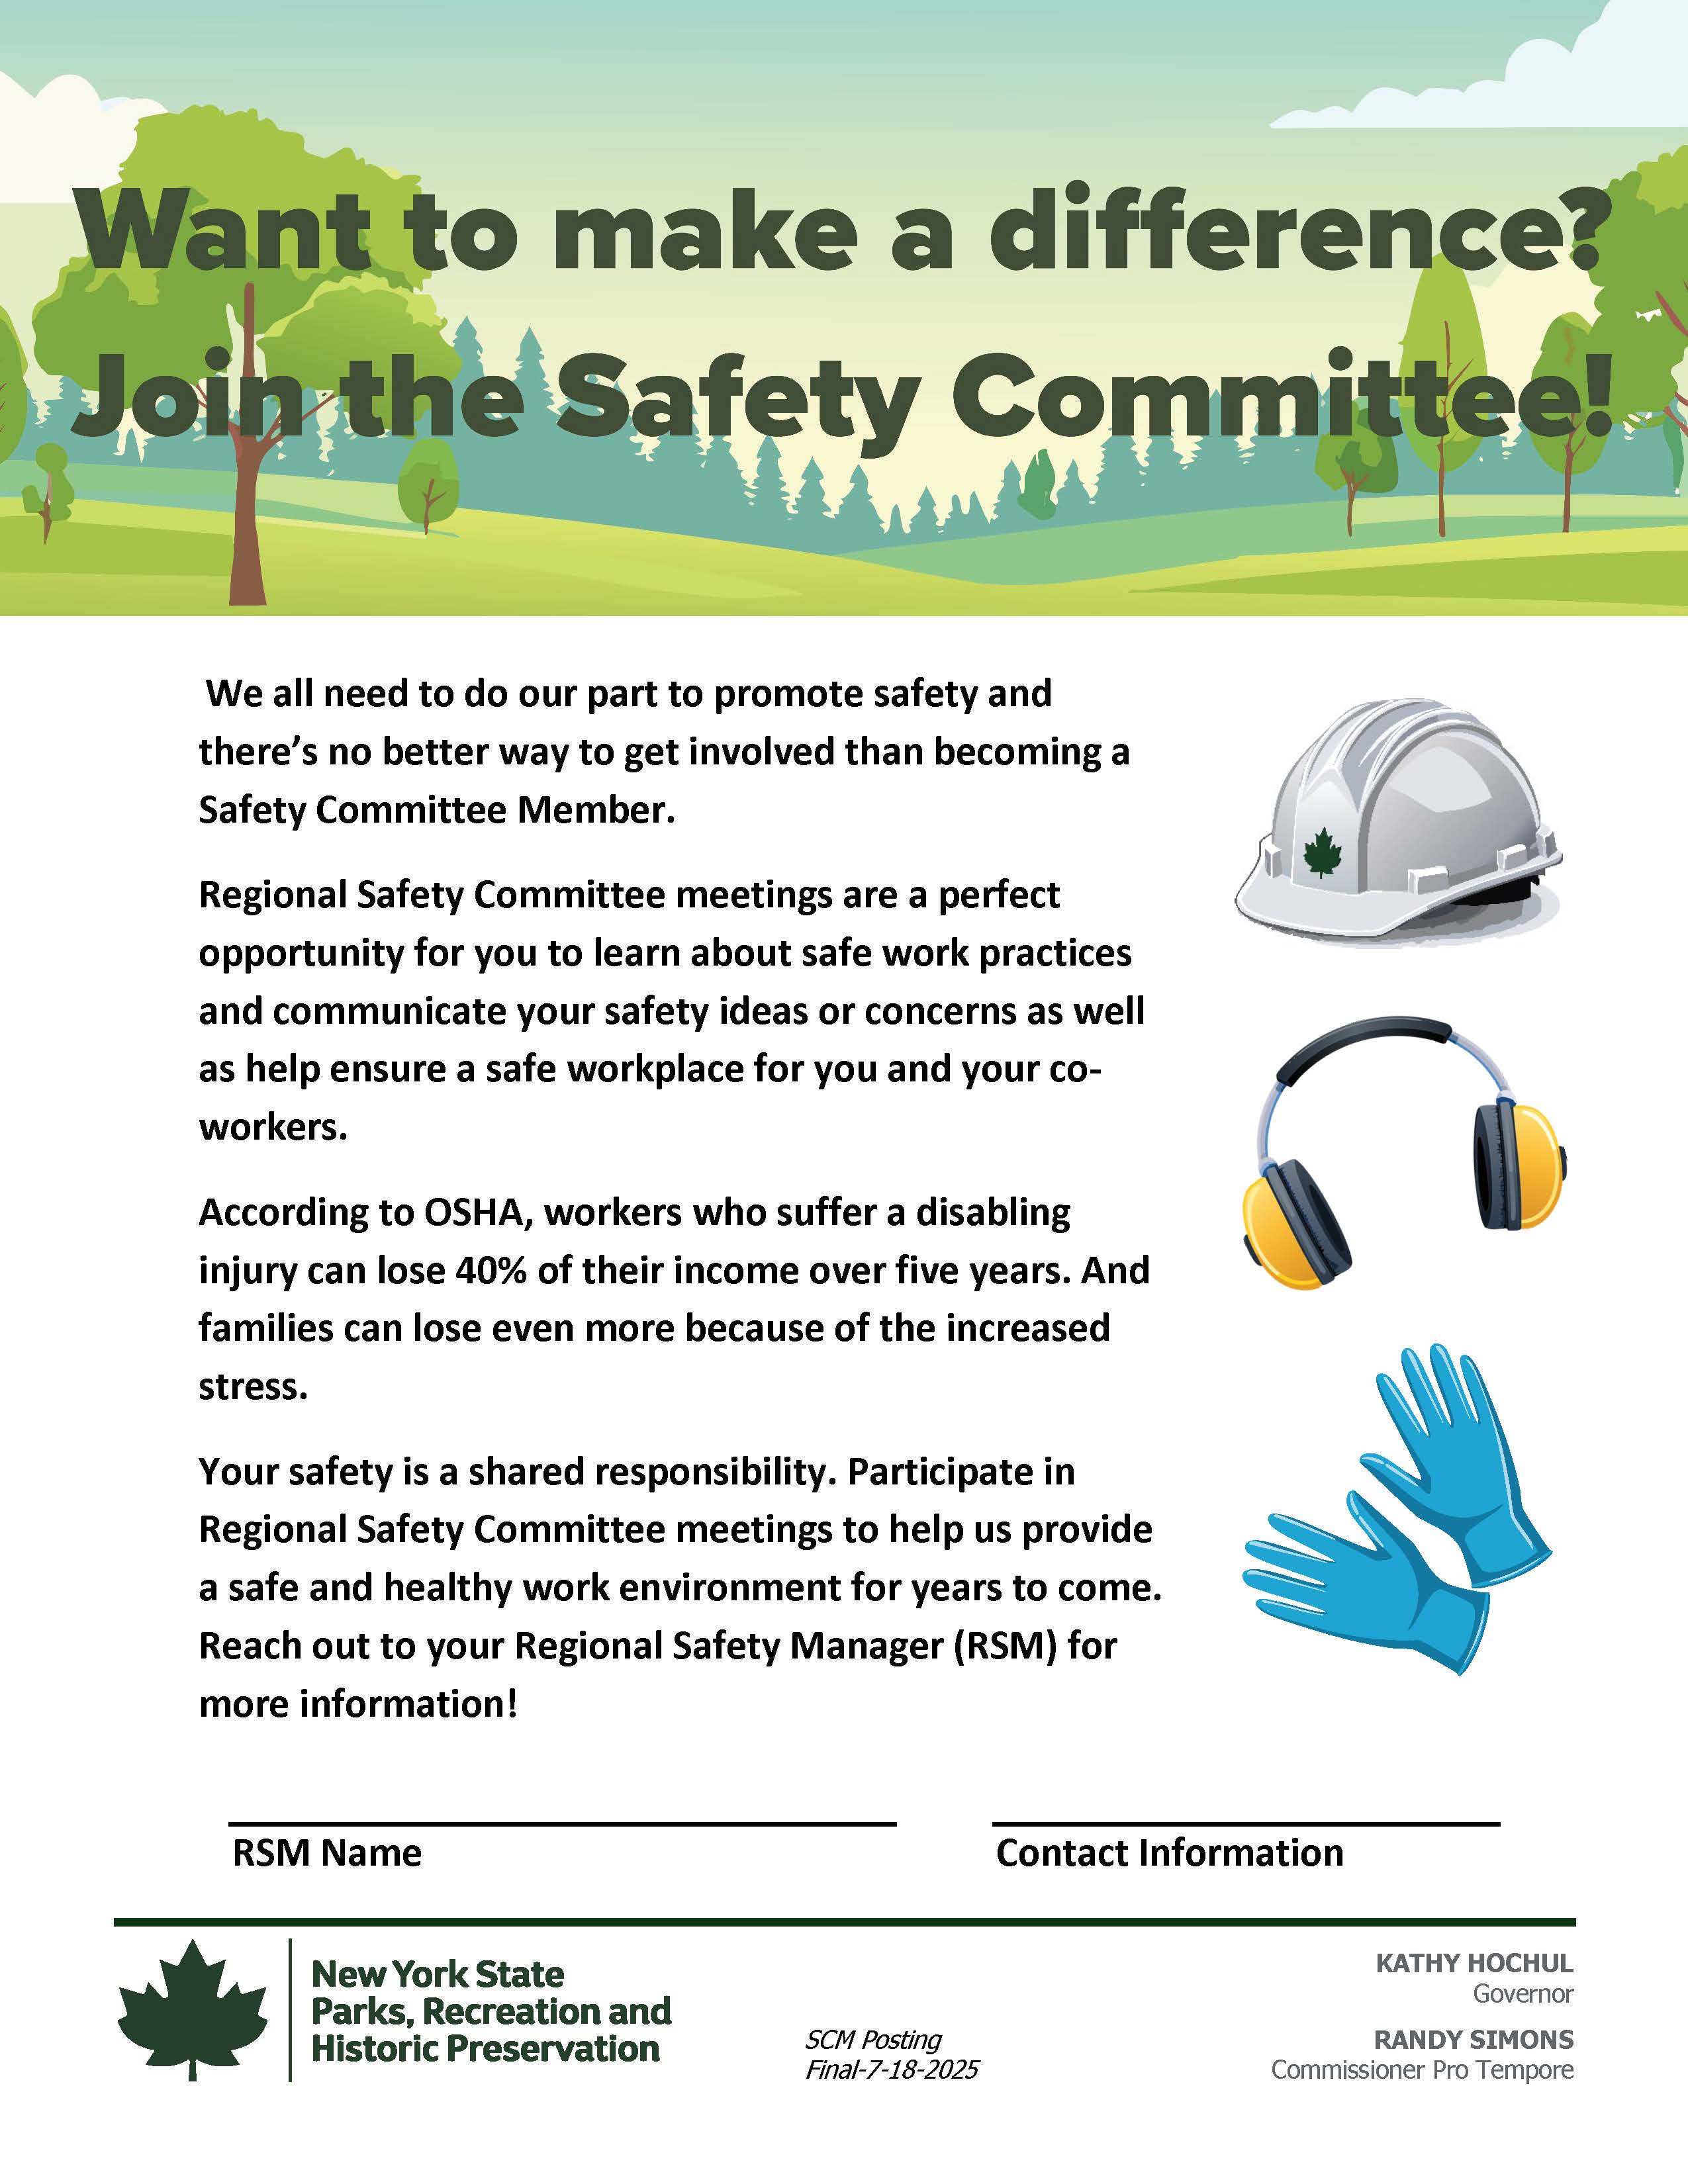 Want to make a difference?
Join the Safety Committee!
We all need to do our part to promote safety and
there’s no better way to get involved than becoming a
Safety Committee Member.
Regional Safety Committee meetings are a perfect
opportunity for you to learn about safe work practices
and communicate your safety ideas or concerns as well
as help ensure a safe workplace for you and your co-
workers.
According to OSHA, workers who suffer a disabling
injury can lose 40% of their income over five years. And
families can lose even more because of the increased
stress.
Your safety is a shared responsibility. Participate in
Regional Safety Committee meetings to help us provide
a safe and healthy work environment for years to come.
Reach out to your Regional Safety Manager (RSM) for
more information!
RSM Name
Contact Information
New York State
Parks, Recreation and
Historic Preservation
SCM Posting
Final-7-18-2025
KATHY HOCHUL
Governor
RANDY SIMONS
Commissioner Pro Tempore